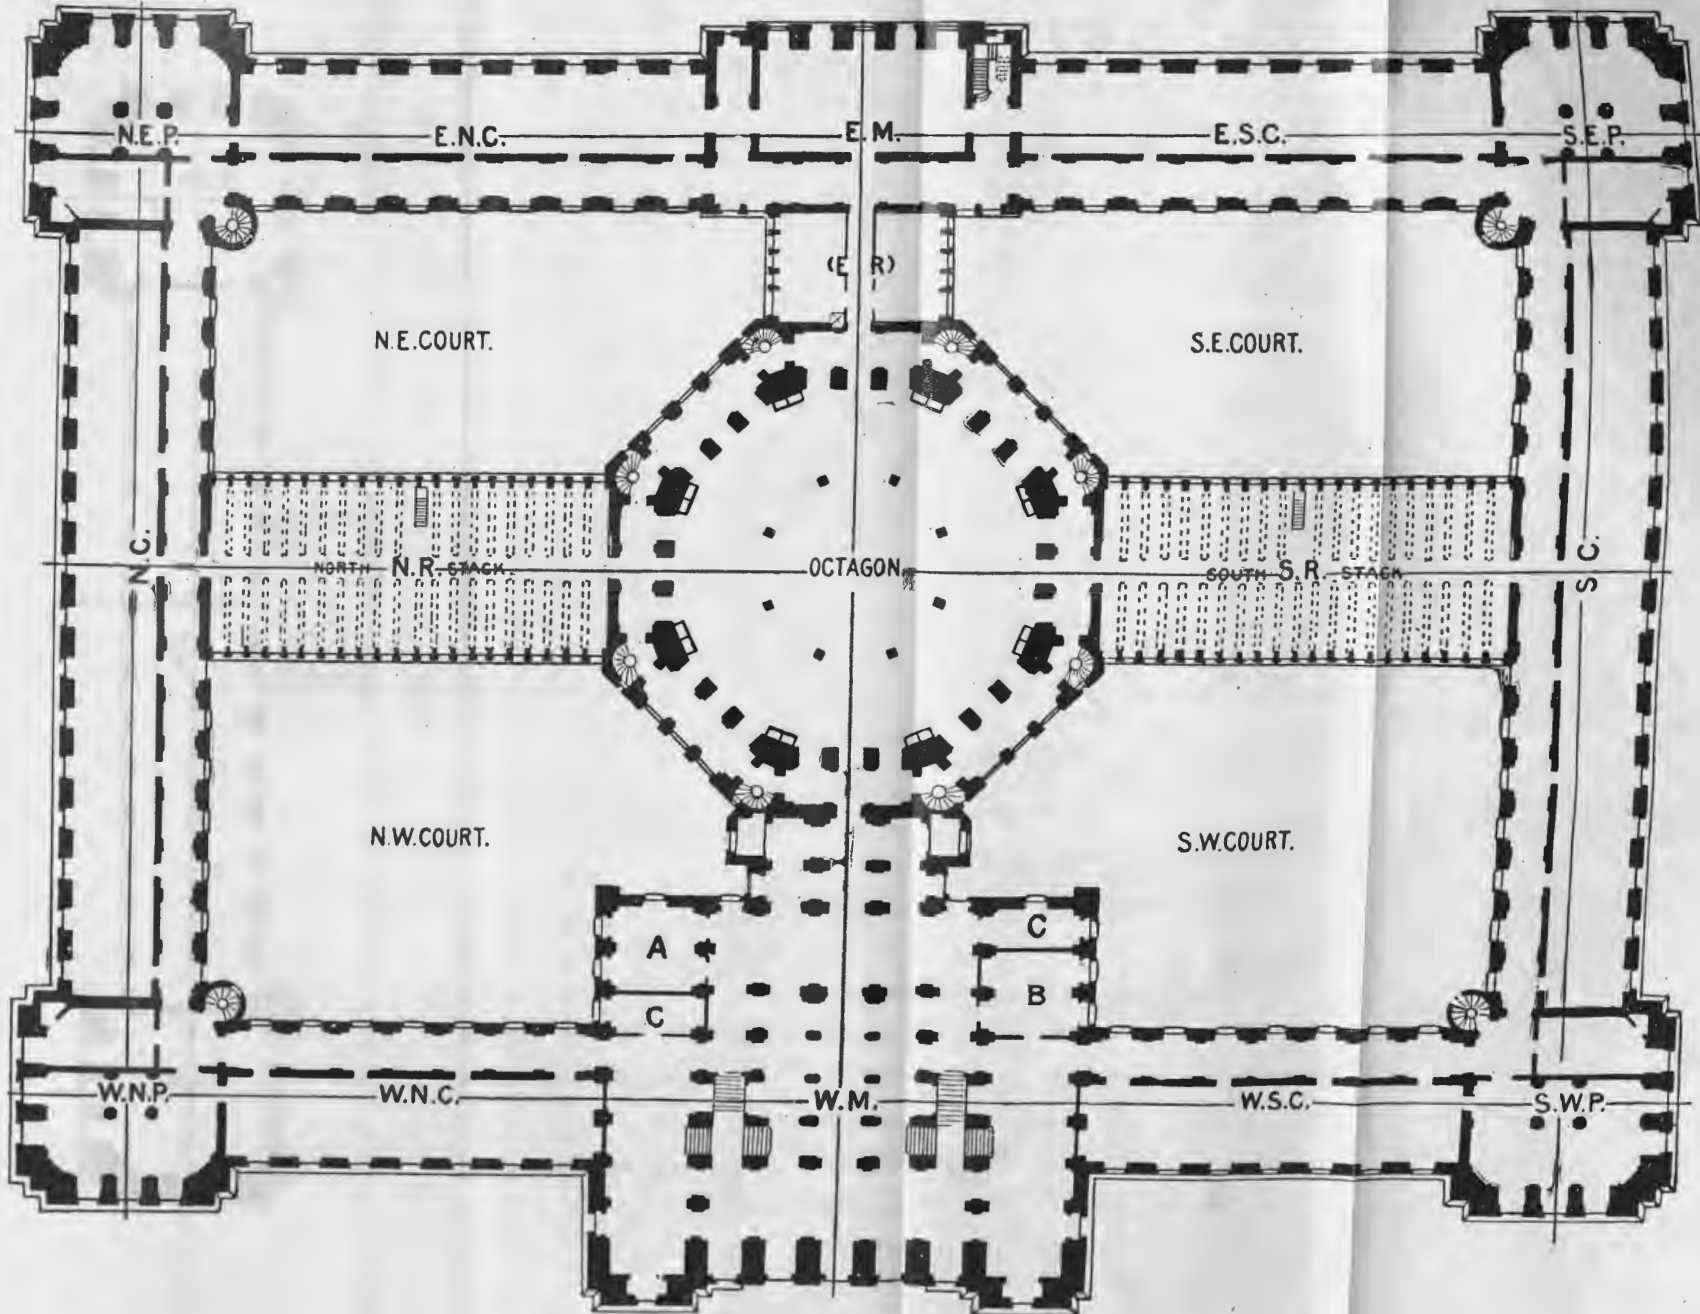 N.E.P.
E.N.C.
E.M.
E.S.C.
S.E.P.
(E R)
N.E.COURT.
S.E.COURT.
N.C.
NORTH N.R. STACK.
OCTAGON
SOUTH S.R. STACK
S.C.
N.W.COURT.
S.W.COURT.
A
C
C
B
W.N.P.
W.N.C.
W.M.
W.S.C.
S.W.P.